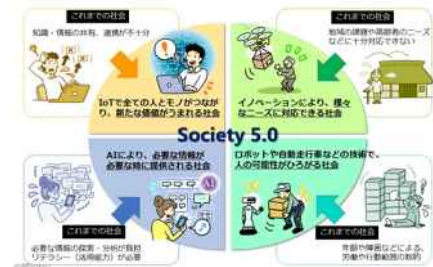 これまでの社会
知識・情報の共有、連携が不十分
これまでの社会
地域の課題や高齢者のニーズ
などに十分対応できない
IoTで全ての人とモノがつなが
り、新たな価値がうまれる社会
イノベーションにより、様々
なニーズに対応できる社会
Society 5.0
AIにより、必要な情報が
必要な時に提供される社会
ロボットや自動走行車などの技術で、
人の可能性がひろがる社会
AI
これまでの社会
必要な情報の探索・分析が負担
リテラシー（活用能力）が必要
これまでの社会
年齢や障害などによる、
労働や行動範囲の制約